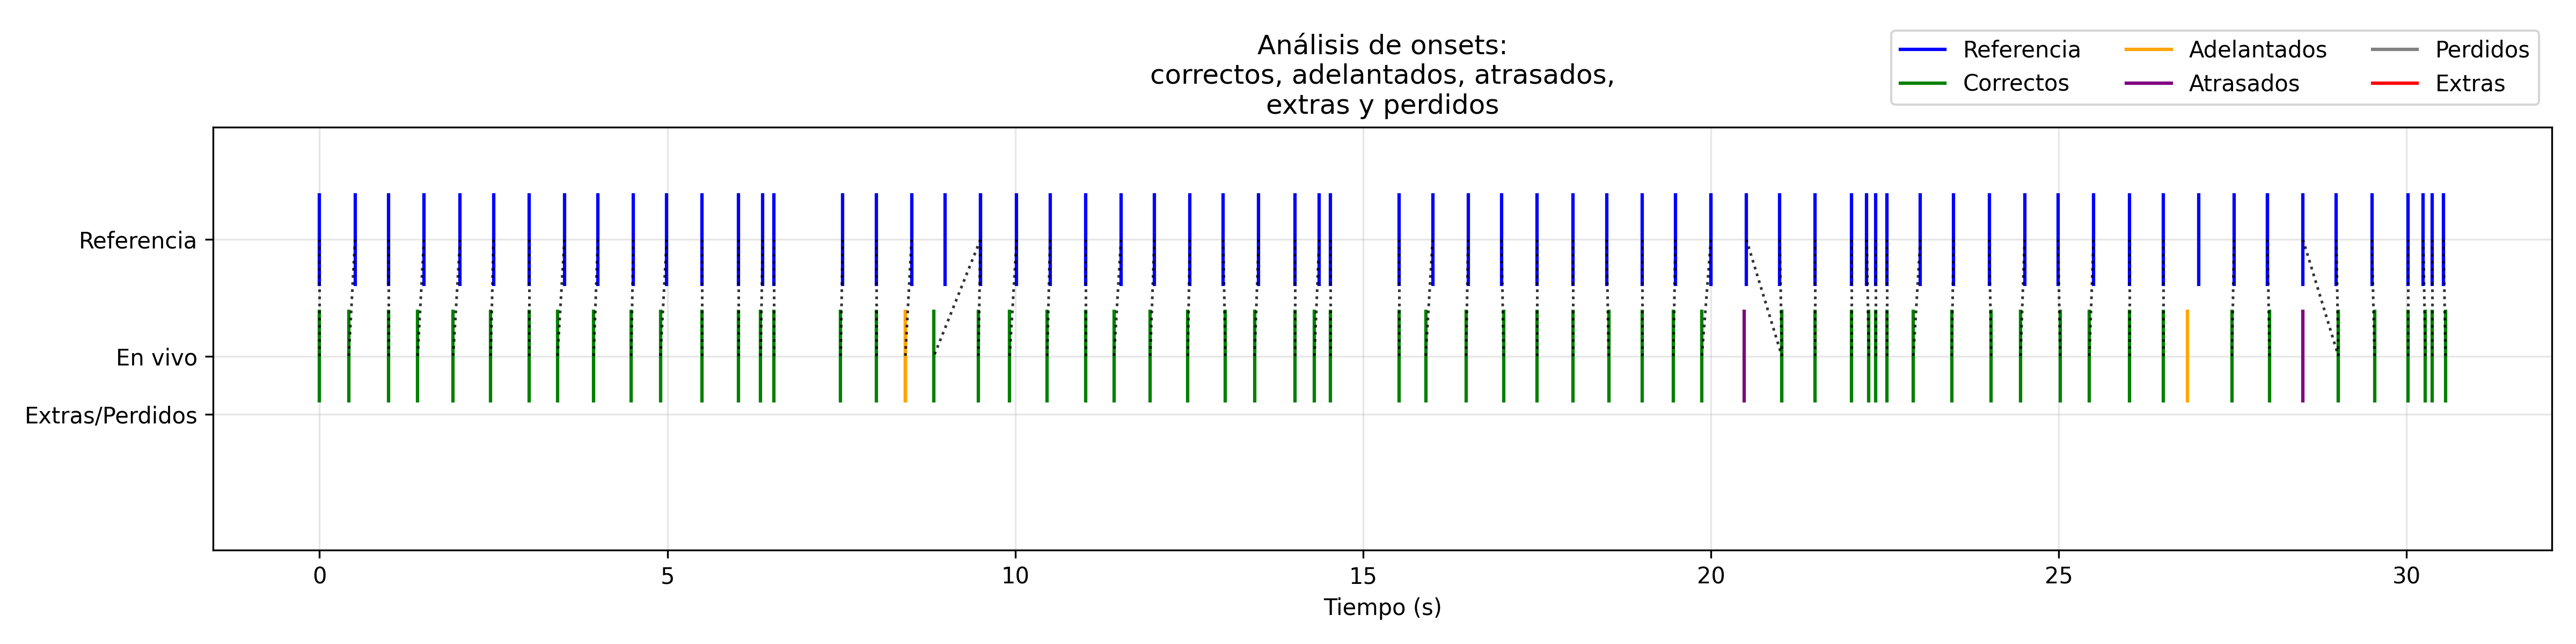 Análisis de onsets:
correctos, adelantados, atrasados,
extras y perdidos
Referencia
Correctos
Adelantados
Atrasados
Perdidos
Extras
Referencia
En vivo
Extras/Perdidos
0
5
10
15
20
25
30
Tiempo (s)